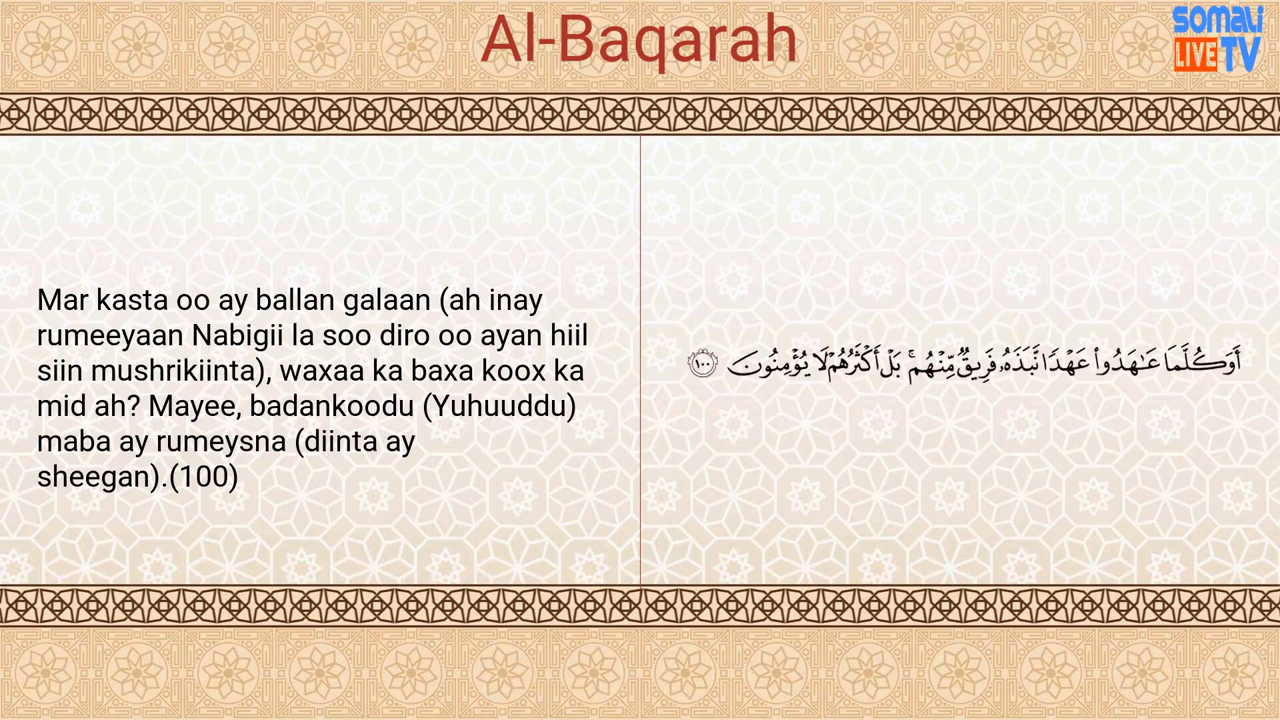 Al-Baqarah
SOMALI
LIVE TV
Mar kasta oo ay ballan galaan (ah inay
rumeeyaan Nabigii la soo diro oo ayan hiil
siin mushrikiinta), waxaa ka baxa koox ka
mid ah? Mayee, badankoodu (Yuhuuddu)
maba ay rumeysna (diinta ay
sheegan).(100)
أَوَكُلَّمَا عَـٰهَدُوا۟ عَهْدًا نَّبَذَهُۥ فَرِيقٌ مِّنْهُم ۚ بَلْ أَكْثَرُهُمْ لَا يُؤْمِنُونَ ١٠٠